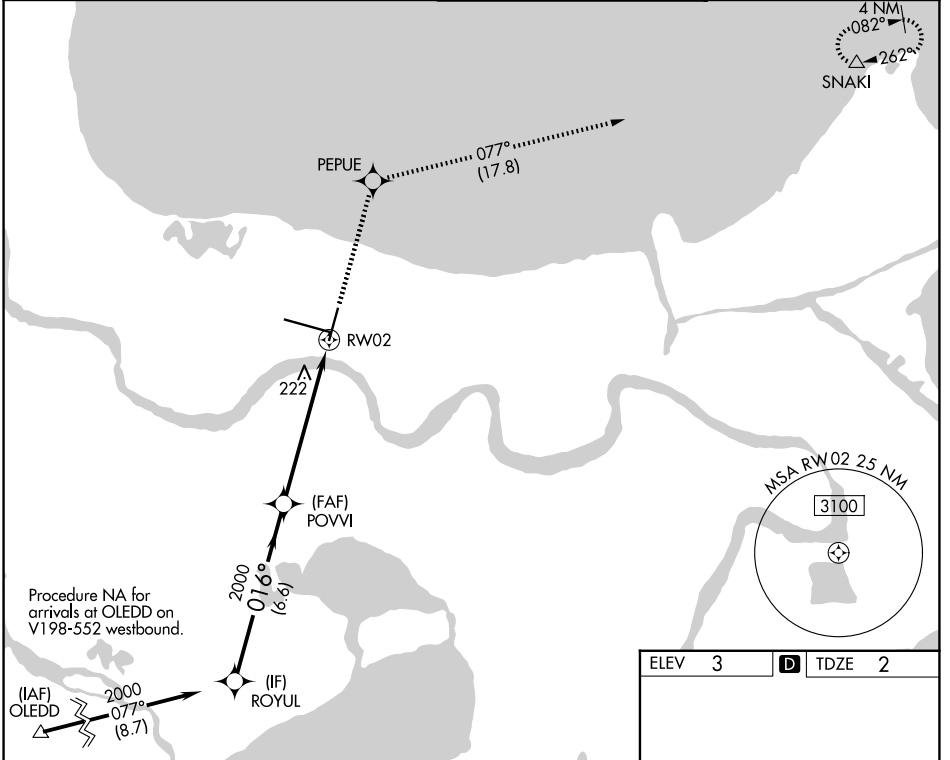 4 NM
082°
262°
SNAKI
PEPUE
077°
(17.8)
RW02
222
MSA RW02 25 NM
3100
(FAF)
POVVI
2000
016°
(6.6)
Procedure NA for
arrivals at OLEDD on
V198-552 westbound.
(IF)
ROYUL
(IAF)
OLEDD
2000
077°
(8.7)
ELEV 3 D TDZE 2